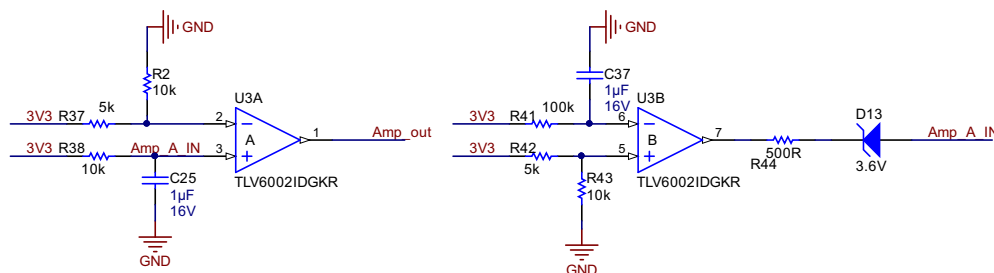 GND
R2
10k
3V3
R37
5k
U3A
2
A
1
Amp_out
3V3
R38
10k
Amp_A_IN
3
TLV6002IDGKR
C25
1µF
16V
GND
GND
C37
1µF
16V
3V3
R41
100k
U3B
6
B
7
3V3
R42
5k
5
TLV6002IDGKR
R43
10k
GND
500R
R44
D13
3.6V
Amp_A_IN